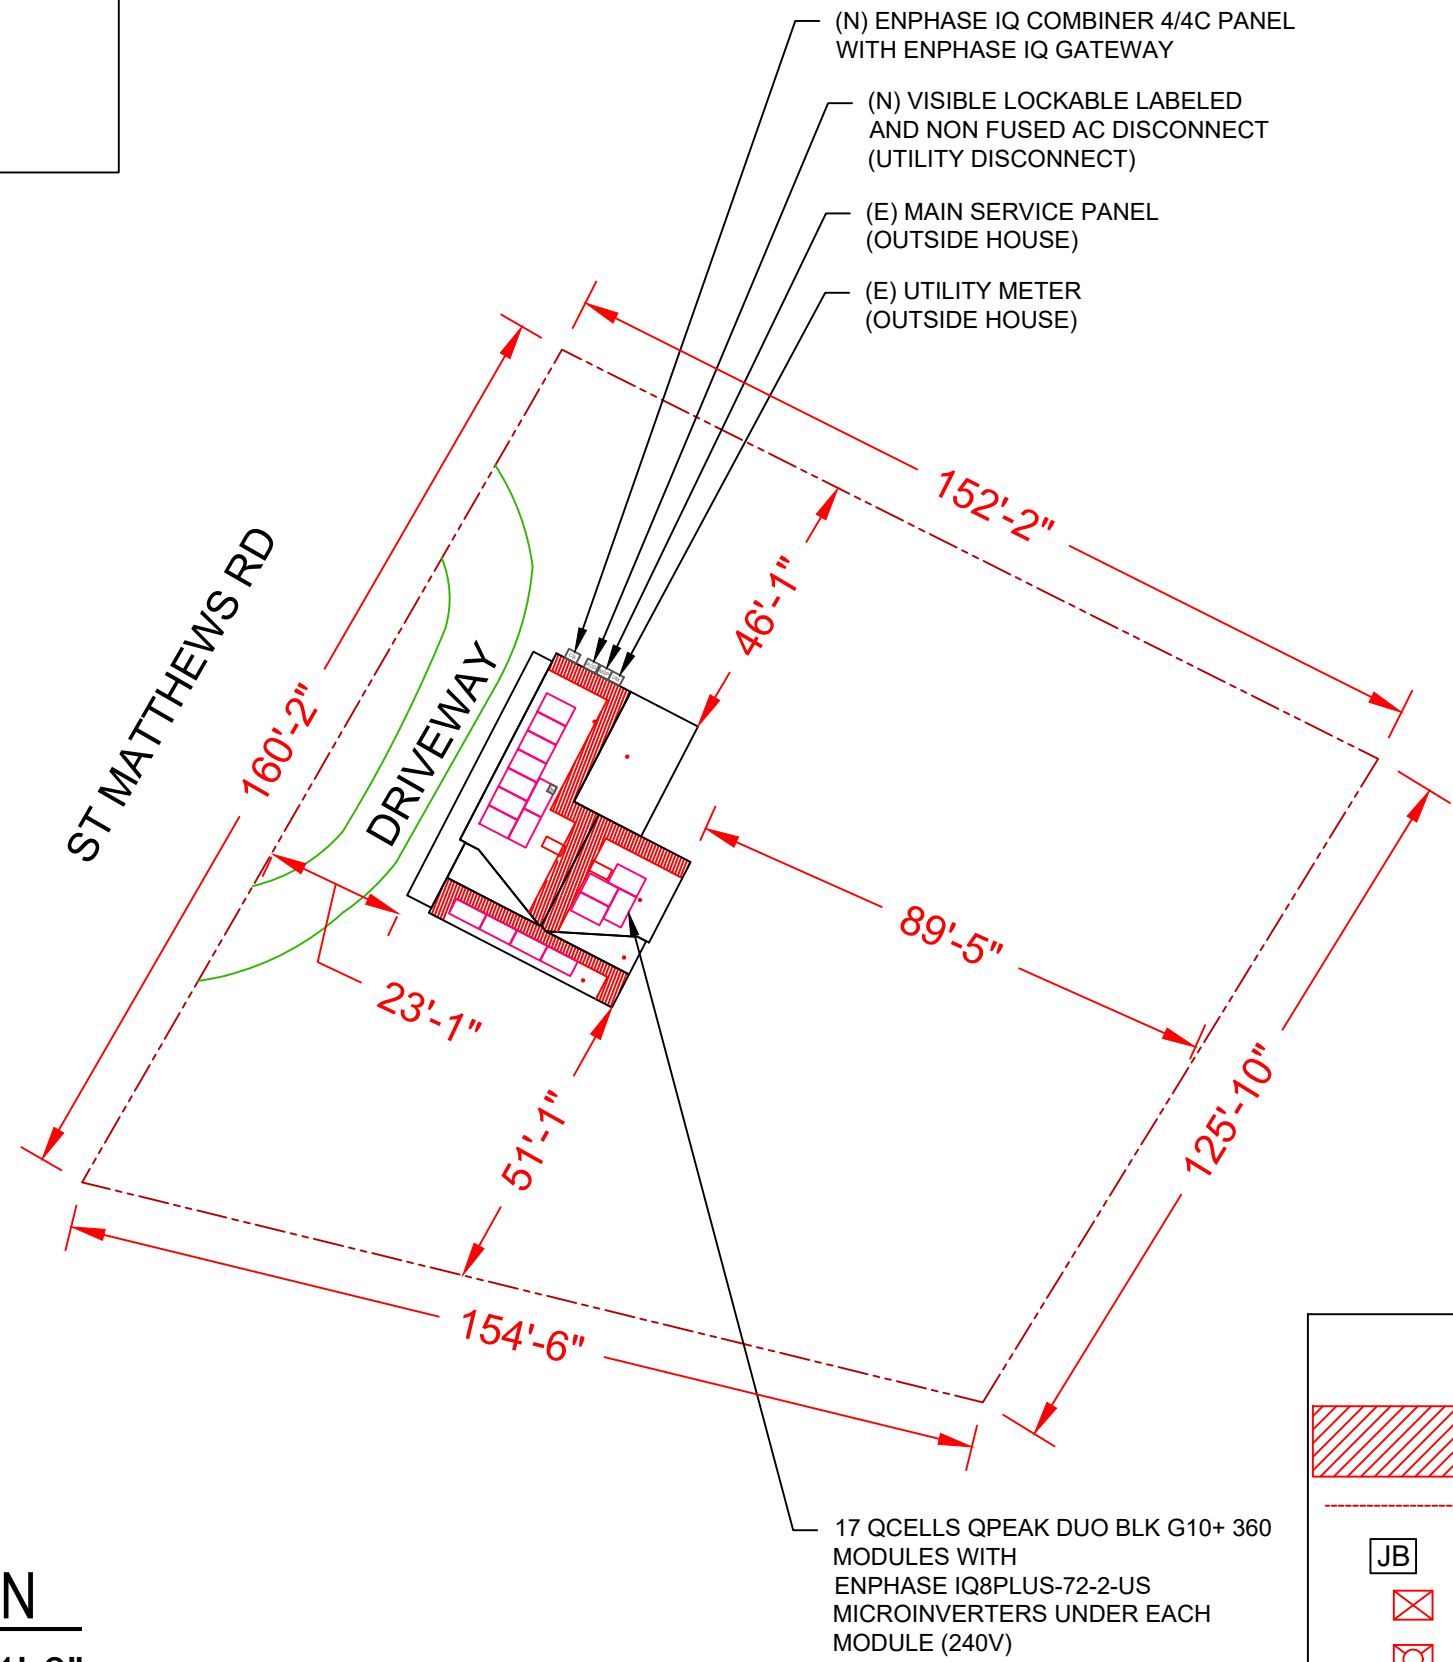 (N) ENPHASE IQ COMBINER 4/4C PANEL
WITH ENPHASE IQ GATEWAY
(N) VISIBLE LOCKABLE LABELED
AND NON FUSED AC DISCONNECT
(UTILITY DISCONNECT)
(E) MAIN SERVICE PANEL
(OUTSIDE HOUSE)
(E) UTILITY METER
(OUTSIDE HOUSE)
152'-2"
46'-1"
ST MATTHEWS RD
160'-2"
DRIVEWAY
89'-5"
23'-1"
125'-10"
51'-1"
154'-6"
17 QCELLS QPEAK DUO BLK G10+ 360
MODULES WITH
ENPHASE IQ8PLUS-72-2-US
MICROINVERTERS UNDER EACH
MODULE (240V)
JB
N